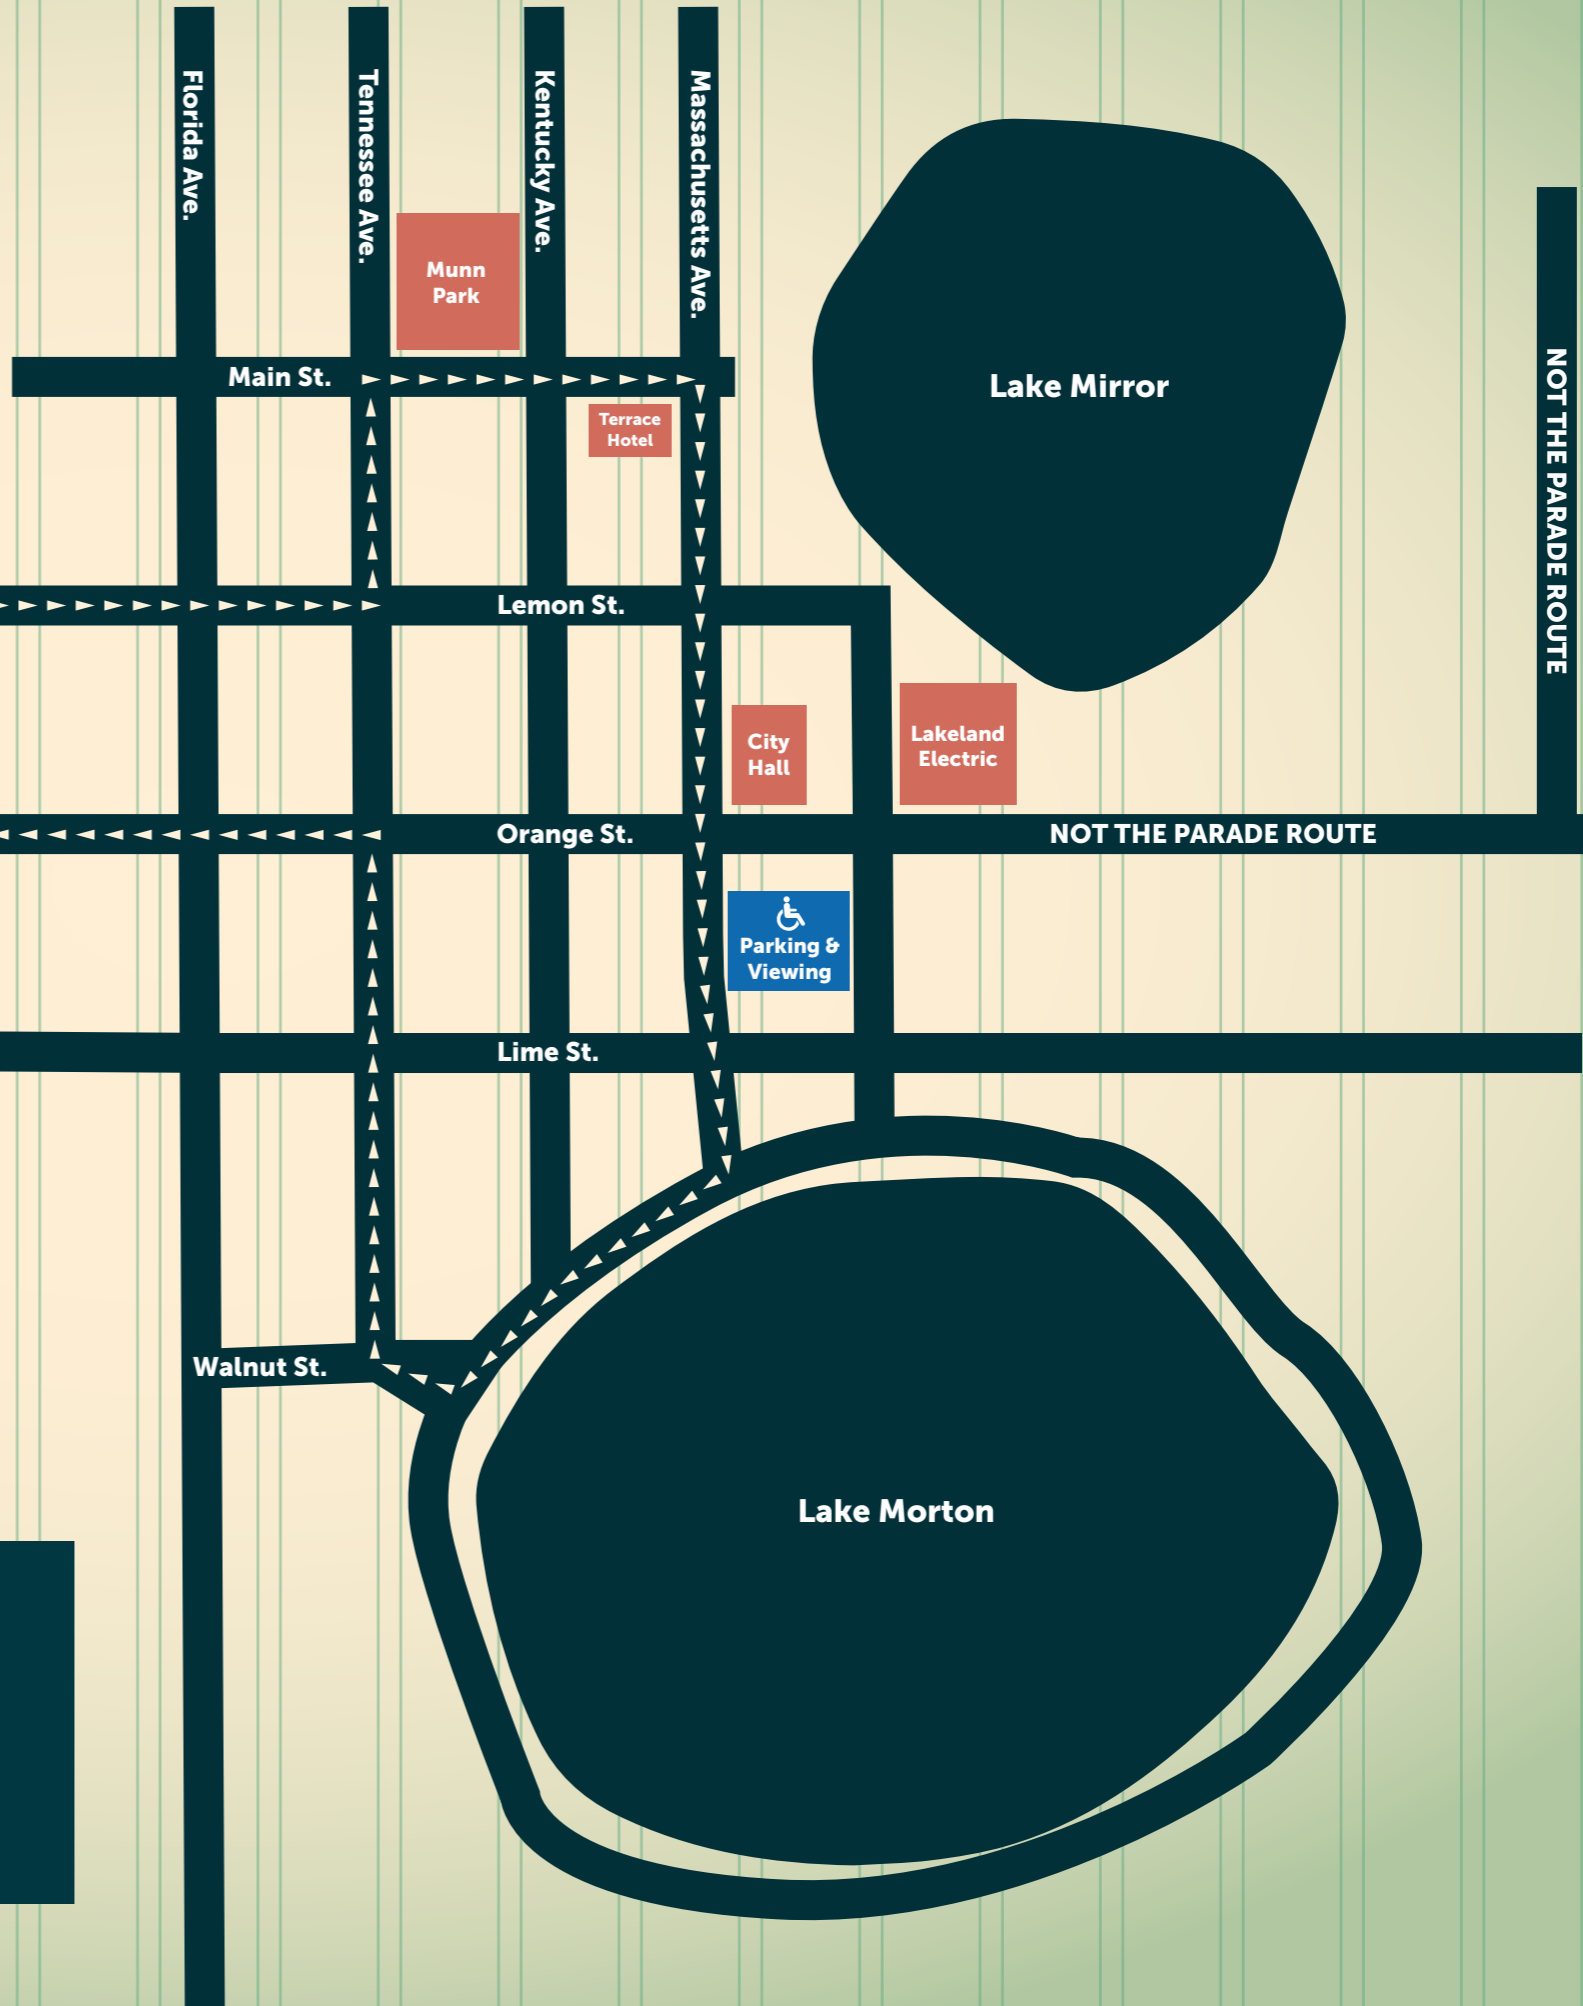 Florida Ave.
Tennessee Ave.
Kentucky Ave.
Massachusetts Ave.
Munn
Park
Main St.
Terrace
Hotel
Lake Mirror
NOT THE PARADE ROUTE
Lemon St.
City
Hall
Lakeland
Electric
Orange St.
NOT THE PARADE ROUTE
Parking &
Viewing
Lime St.
Walnut St.
Lake Morton